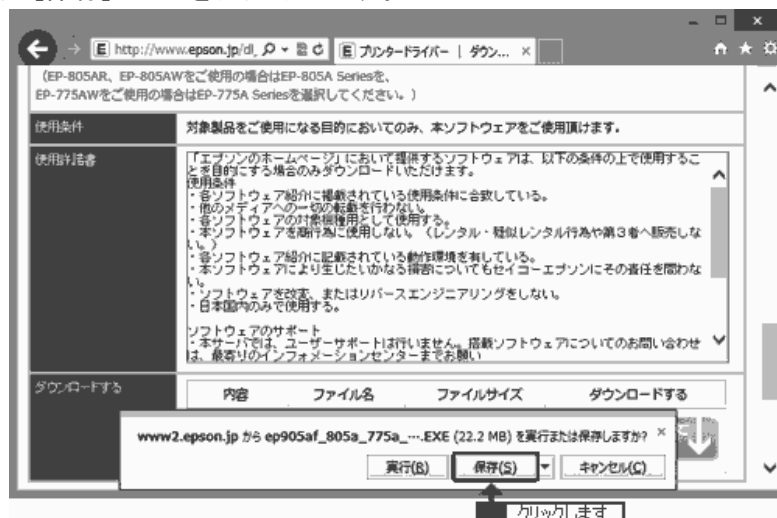 http://www.epson.jp/dl
プリンタードライバー | ダウン... ×
(EP-805AR、EP-805AWをご使用の場合はEP-805A Seriesを、
EP-775AWをご使用の場合はEP-775A Seriesを選択してください。)
使用条件
対象製品をご使用になる目的においてのみ、本ソフトウェアをご使用頂けます。
使用許諾書
「エプソンのホームページ」において提供するソフトウェアは、以下の条件の上で使用するこ
とを目的にする場合のみダウンロードいただけます。
使用条件
・各ソフトウェア紹介に掲載されている使用条件に合致している。
・他のメディアへの一切の転載を行わない。
・各ソフトウェアの対象機種用として使用する。
・本ソフトウェアを商行為に使用しない。(レンタル・疑似レンタル行為や第3者へ販売しな
い。)
・各ソフトウェア紹介に記載されている動作環境を有している。
・本ソフトウェアにより生じたいかなる損害についてもセイコーエプソンにその責任を問わな
い。
・ソフトウェアを改変、またはリバースエンジニアリングをしない。
・日本国内のみで使用する。
ソフトウェアのサポート
・本サーバでは、ユーザーサポートは行いません。搭載ソフトウェアについてのお問い合わせ
は、最寄りのインフォメーションセンターまでお願い
ダウンロードする
内容 ファイル名 ファイルサイズ ダウンロードする
www2.epson.jp から ep905af_805a_775a_….EXE (22.2 MB) を実行または保存しますか? ×
実行(R) 保存(S) キャンセル(C)
クリックします